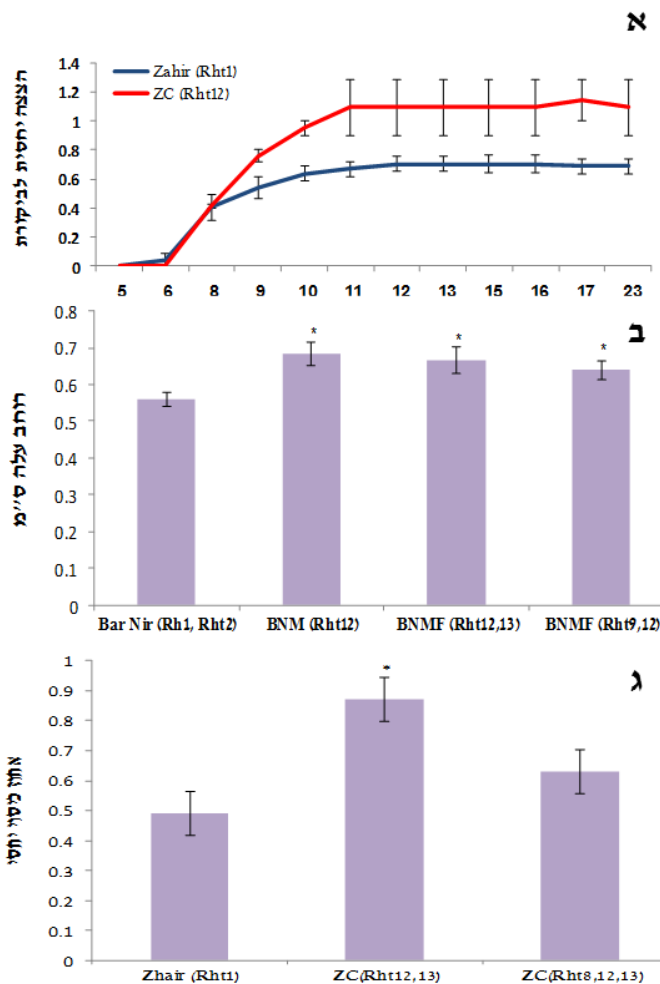 א
הצצה יחסית לביקורת
1.4
1.2
1
0.8
0.6
0.4
0.2
0
Zahir (Rht1)
ZC (Rht12)
5 6 8 9 10 11 12 13 15 16 17 23
ב
רוחב עלה ס״מ
0.8
0.7
0.6
0.5
0.4
0.3
0.2
0.1
0
* * *
Bar Nir (Rh1, Rht2) BNM (Rht12) BNMF (Rht12,13) BNMF (Rht9,12)
ג
אחוז כיסוי יחסי
1
0.9
0.8
0.7
0.6
0.5
0.4
0.3
0.2
0.1
0
*
Zhair (Rht1) ZC(Rht12,13) ZC(Rht8,12,13)